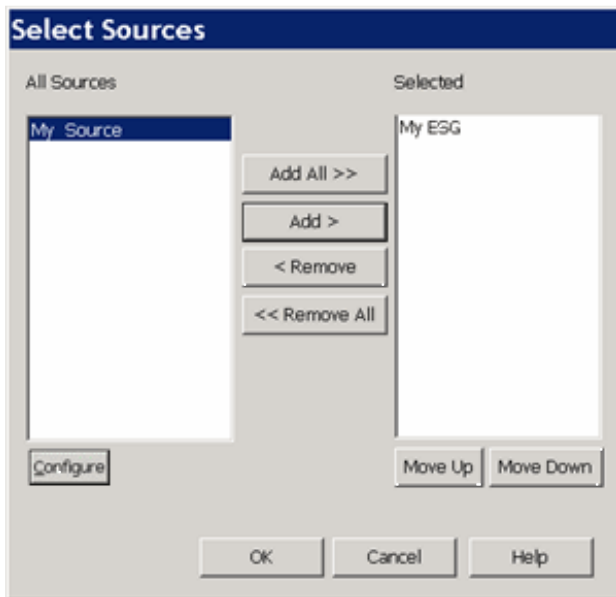 Select Sources
All Sources
Selected
My Source
My ESG
Add All >>
Add >
< Remove
<< Remove All
Configure
Move Up
Move Down
OK
Cancel
Help